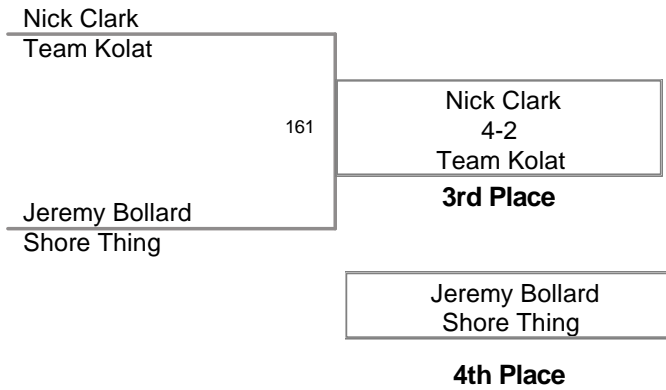 Nick Clark
Team Kolat
161
Nick Clark
4-2
Team Kolat
3rd Place
Jeremy Bollard
Shore Thing
Jeremy Bollard
Shore Thing
4th Place